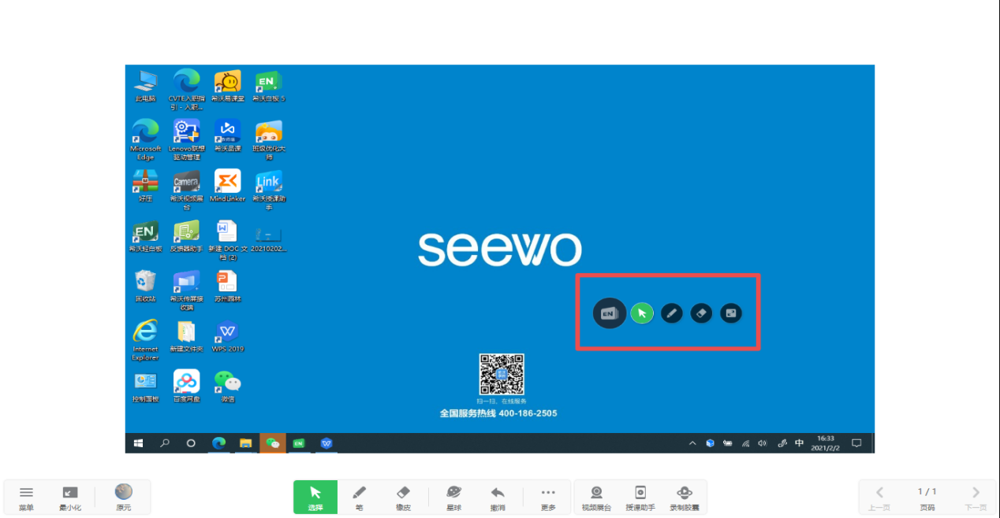 此电脑
CVTE入职指
引 - 入职...
希沃易课堂
EN
希沃白板 5
Microsoft
Edge
Lenovo联想
驱动管理
希沃品课
班级优化大
师
好压
Camera
希沃视频展
台
MindLinker
Link
希沃授课助
手
EN
希沃轻白板
反馈器助手
新建 DOC 文
档 (2)
20210202...
回收站
希沃传屏接
收端
苏州园林
Internet
Explorer
新建文件夹
WPS 2019
控制面板
百度网盘
微信
seewo
EN
扫一扫，在线服务
全国服务热线 400-186-2505
EN
中
16:33
2021/2/2
菜单
最小化
原元
选择
笔
橡皮
星球
撤消
更多
视频展台
授课助手
录制胶囊
上一页
1 / 1
页码
下一页